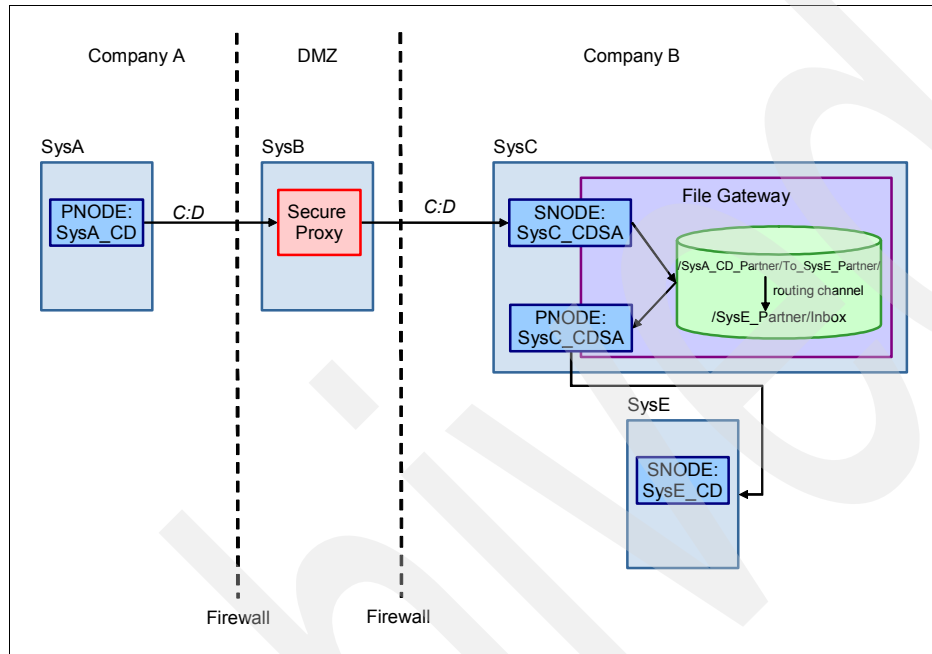 Company A
DMZ
Company B
SysA
SysB
SysC
PNODE:
SysA_CD
C:D
Secure
Proxy
C:D
SNODE:
SysC_CDSA
File Gateway
/SysA_CD_Partner/To_SysE_Partner/
routing channel
/SysE_Partner/Inbox
PNODE:
SysC_CDSA
SysE
SNODE:
SysE_CD
Firewall
Firewall